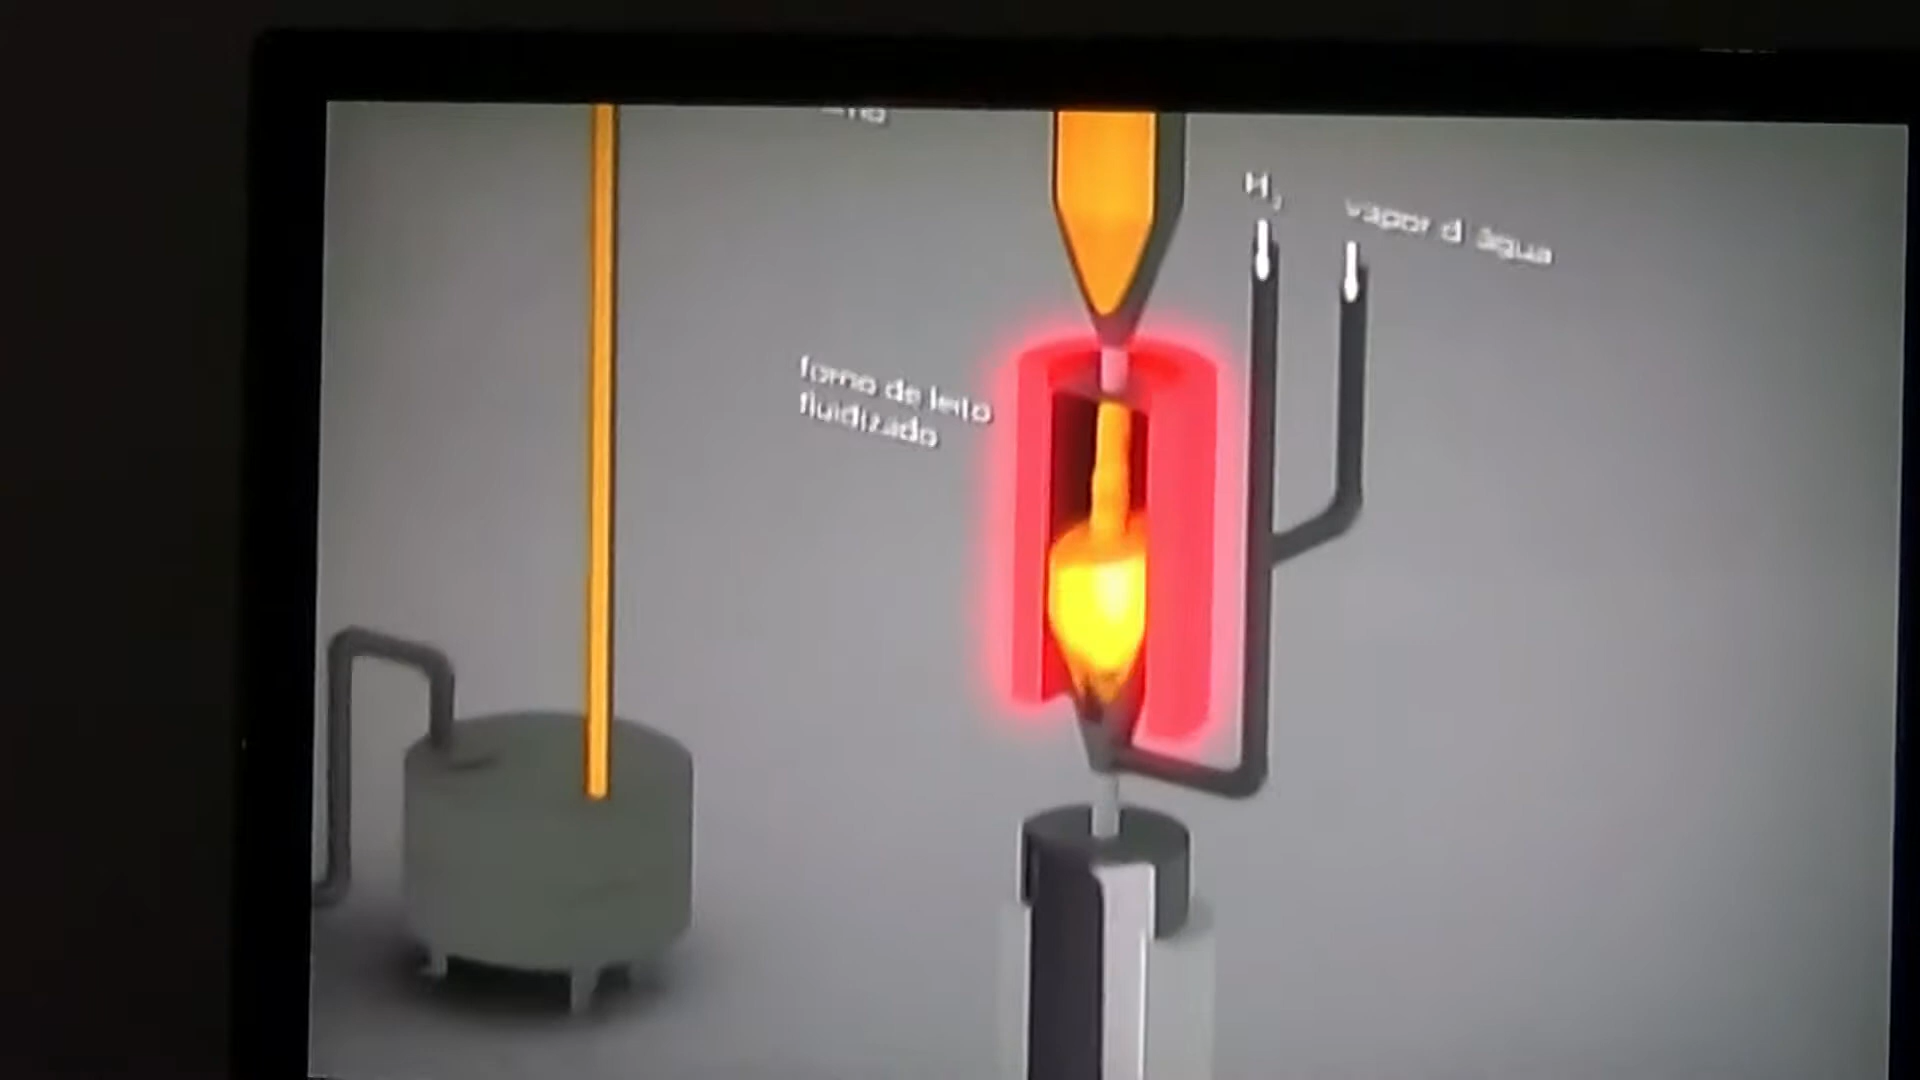 H₂
vapor d água
forno de leito
fluidizado